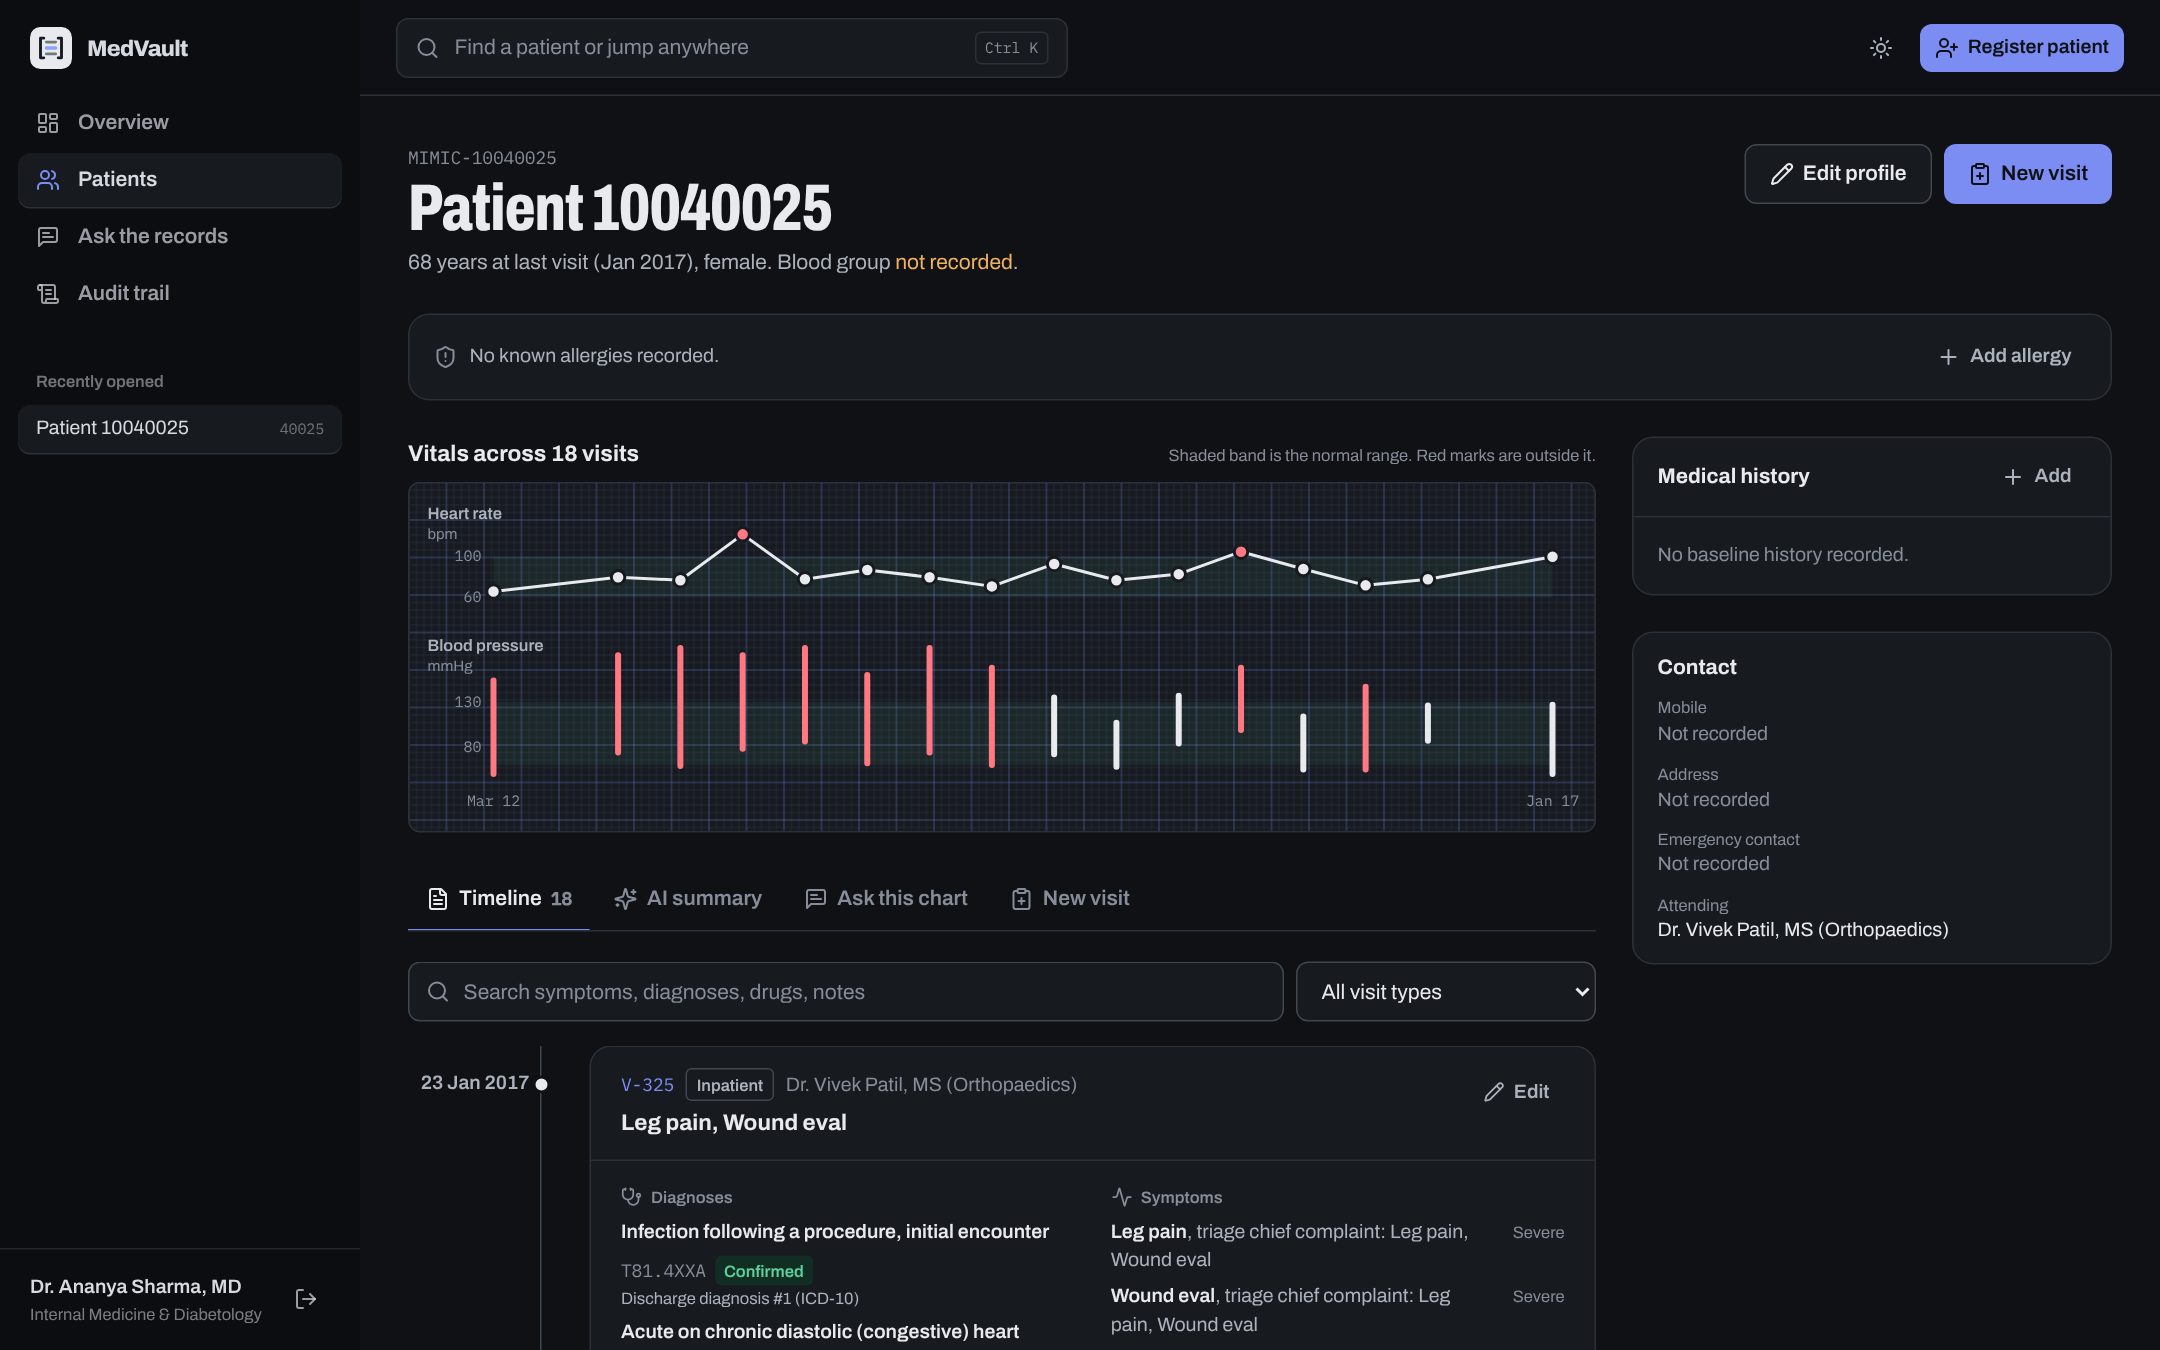 MedVault
Overview
Patients
Ask the records
Audit trail
Recently opened
Patient 10040025 40025
Dr. Ananya Sharma, MD
Internal Medicine & Diabetology
Find a patient or jump anywhere Ctrl K
Register patient
MIMIC-10040025
Patient 10040025
68 years at last visit (Jan 2017), female. Blood group not recorded.
Edit profile
New visit
No known allergies recorded.
Add allergy
Vitals across 18 visits
Shaded band is the normal range. Red marks are outside it.
Heart rate
bpm
100
60
Blood pressure
mmHg
130
80
Mar 12
Jan 17
Medical history
Add
No baseline history recorded.
Contact
Mobile
Not recorded
Address
Not recorded
Emergency contact
Not recorded
Attending
Dr. Vivek Patil, MS (Orthopaedics)
Timeline 18
AI summary
Ask this chart
New visit
Search symptoms, diagnoses, drugs, notes
All visit types
23 Jan 2017
V-325 Inpatient Dr. Vivek Patil, MS (Orthopaedics)
Edit
Leg pain, Wound eval
Diagnoses
Infection following a procedure, initial encounter
T81.4XXA Confirmed
Discharge diagnosis #1 (ICD-10)
Acute on chronic diastolic (congestive) heart
Symptoms
Leg pain, triage chief complaint: Leg pain, Severe
Wound eval
Wound eval, triage chief complaint: Leg Severe
pain, Wound eval